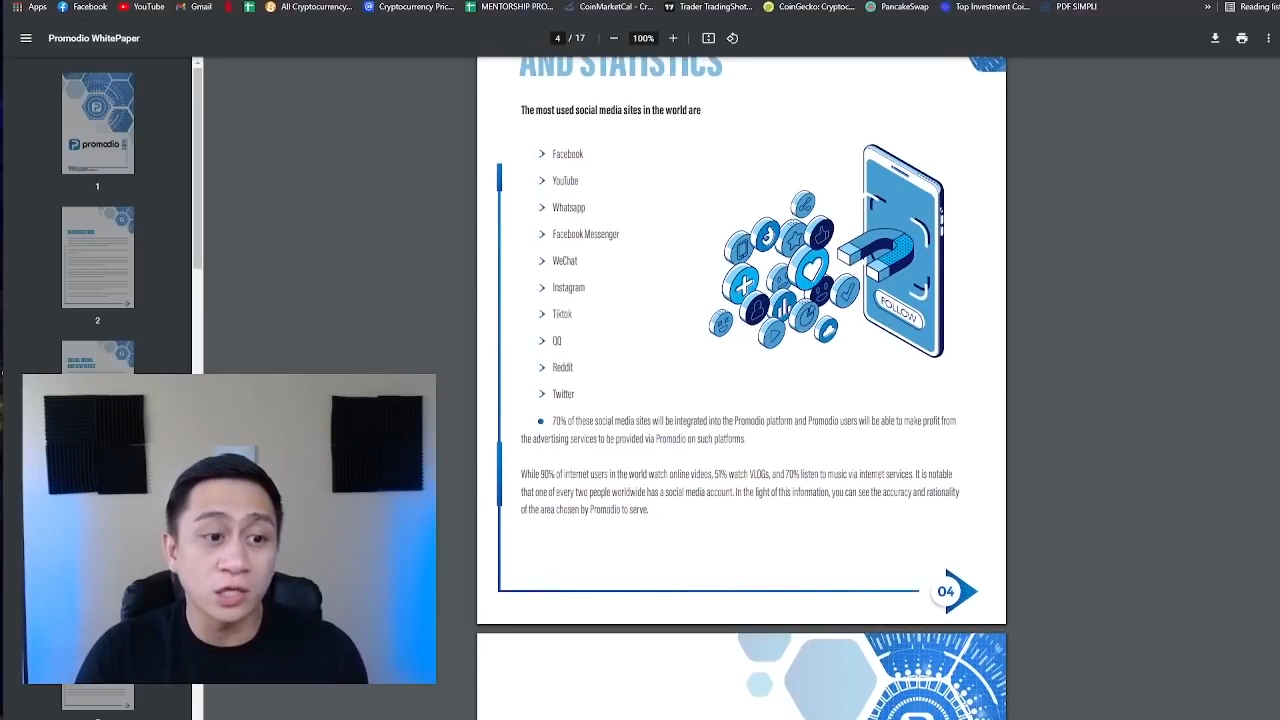 Apps
Facebook
YouTube
Gmail
All Cryptocurrency...
Cryptocurrency Pric...
MENTORSHIP PRO...
CoinMarketCal – Cr...
Trader TradingShot...
CoinGecko Cryptoc...
PancakeSwap
Top Investment Coi...
PDF SIMPLI
»
Reading list
Promodio WhitePaper
4 / 17
100%
AND STATISTICS
The most used social media sites in the world are
Facebook
YouTube
Whatsapp
Facebook Messenger
WeChat
Instagram
Tiktok
QQ
Reddit
Twitter
FOLLOW
70% of these social media sites will be integrated into the Promodio platform and Promodio users will be able to make profit from
the advertising services to be provided via Promodio on such platforms.
While 90% of internet users in the world watch online videos, 51% watch VLOGs, and 70% listen to music via internet services. It is notable
that one of every two people worldwide has a social media account. In the light of this information, you can see the accuracy and rationality
of the area chosen by Promodio to serve.
04
promodio
1
INTRODUCTION
2
SOCIAL MEDIA
AND STATISTICS